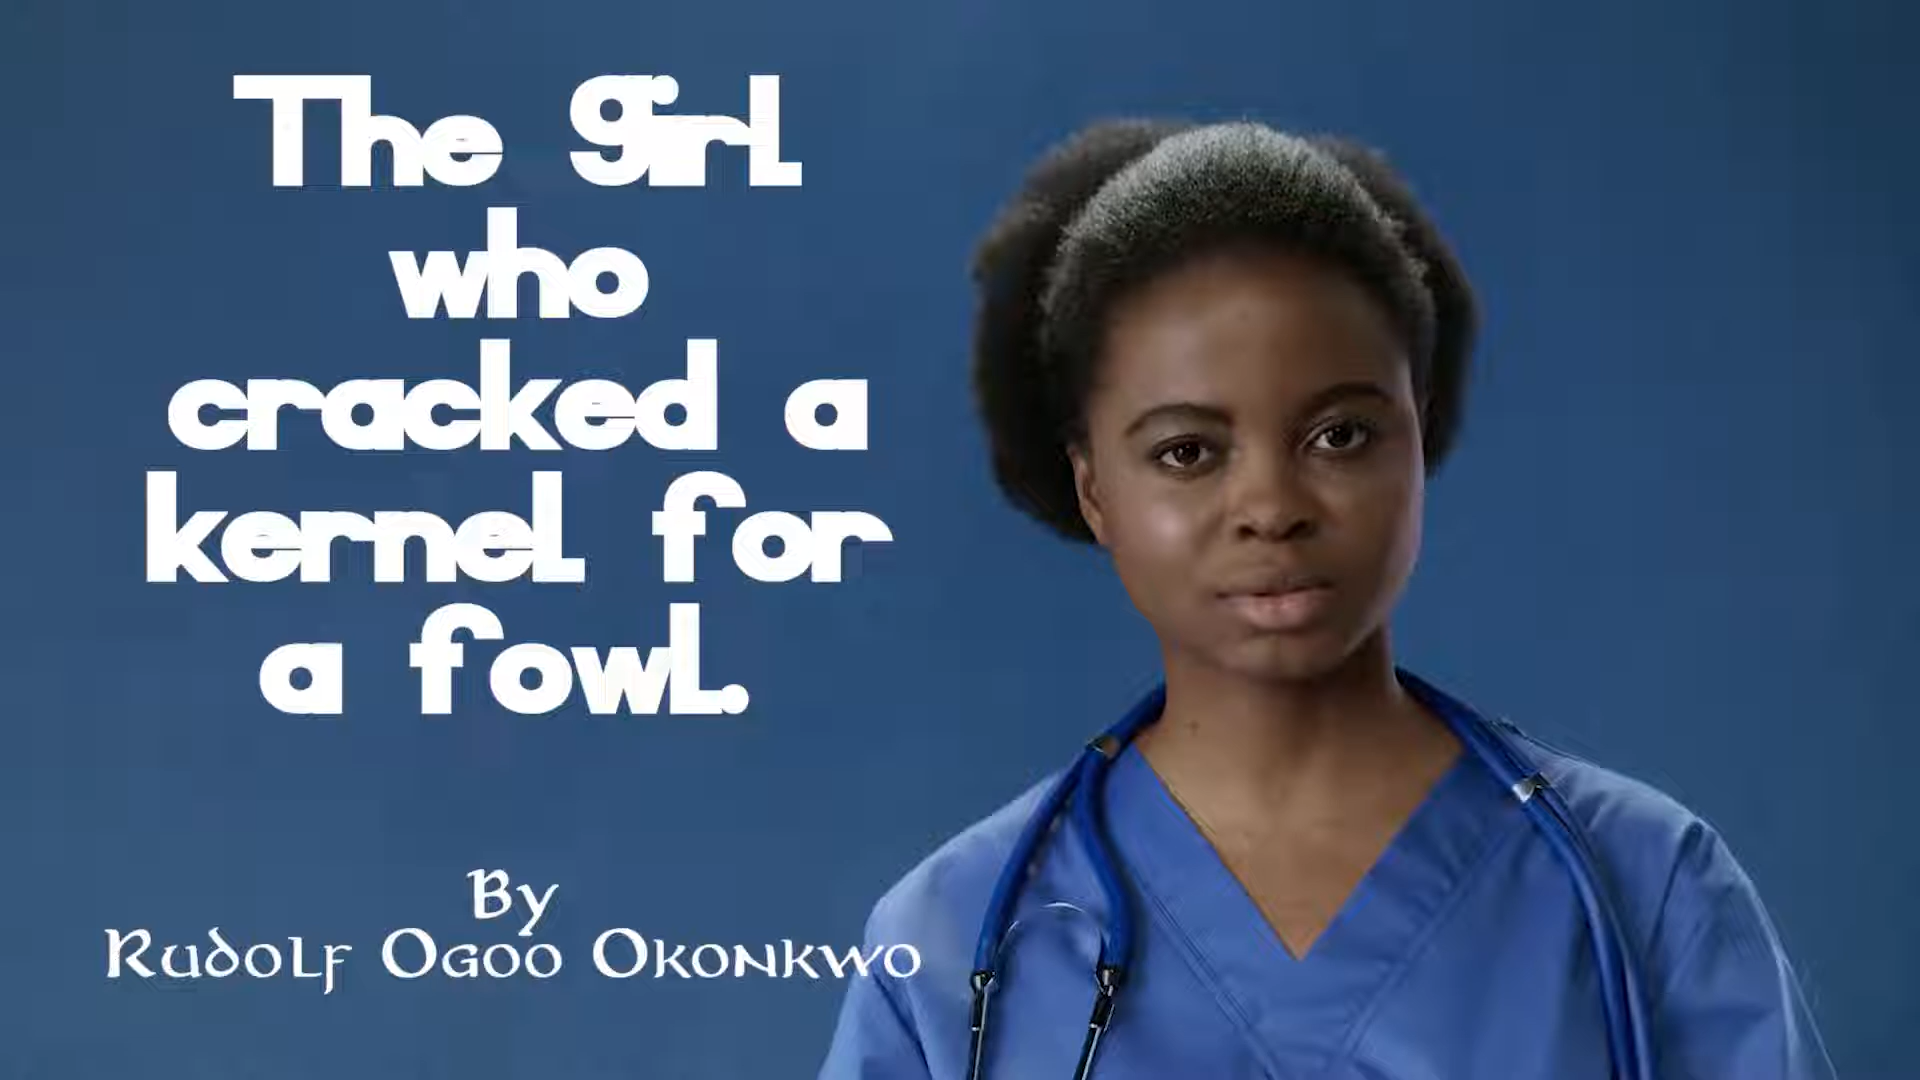 The Girl
who
cracked a
kernel for
a fowl.
By
Rudolf Ogoo Okonkwo